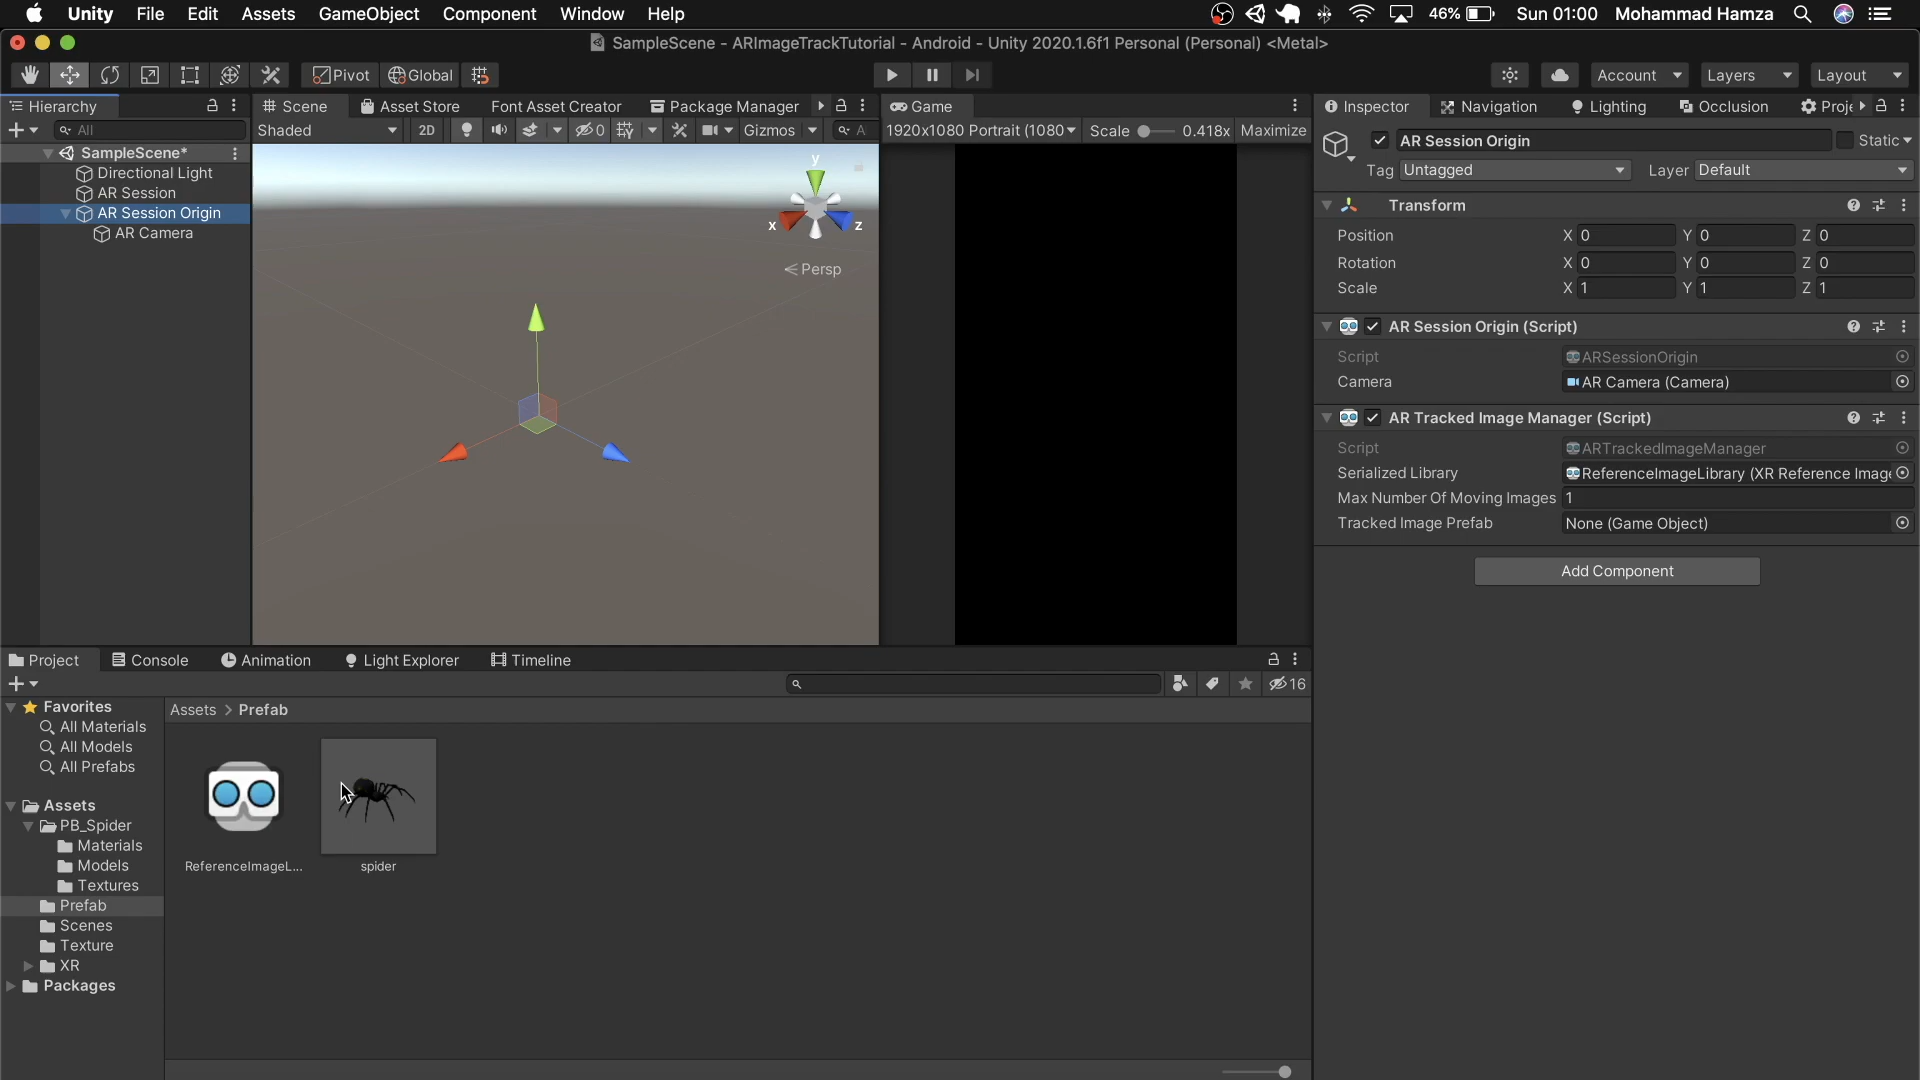 Unity File Edit Assets GameObject Component Window Help 46% Sun 01:00 Mohammad Hamza
SampleScene - ARImageTrackTutorial - Android - Unity 2020.1.6f1 Personal (Personal) <Metal>
Pivot Global Account Layers Layout
Hierarchy Scene Asset Store Font Asset Creator Package Manager Game Inspector Navigation Lighting Occlusion Proje
All Shaded 2D 0 Gizmos A 1920x1080 Portrait (1080 Scale 0.418x Maximize
AR Session Origin Static
Tag Untagged Layer Default
SampleScene*
Directional Light
AR Session
AR Session Origin
AR Camera
y
x z
Persp
Transform
Position X 0 Y 0 Z 0
Rotation X 0 Y 0 Z 0
Scale X 1 Y 1 Z 1
AR Session Origin (Script)
Script ARSessionOrigin
Camera AR Camera (Camera)
AR Tracked Image Manager (Script)
Script ARTrackedImageManager
Serialized Library ReferenceImageLibrary (XR Reference Image
Max Number Of Moving Images 1
Tracked Image Prefab None (Game Object)
Add Component
Project Console Animation Light Explorer Timeline
16
Favorites
All Materials
All Models
All Prefabs
Assets
PB_Spider
Materials
Models
Textures
Prefab
Scenes
Texture
XR
Packages
Assets > Prefab
ReferenceImageL... spider